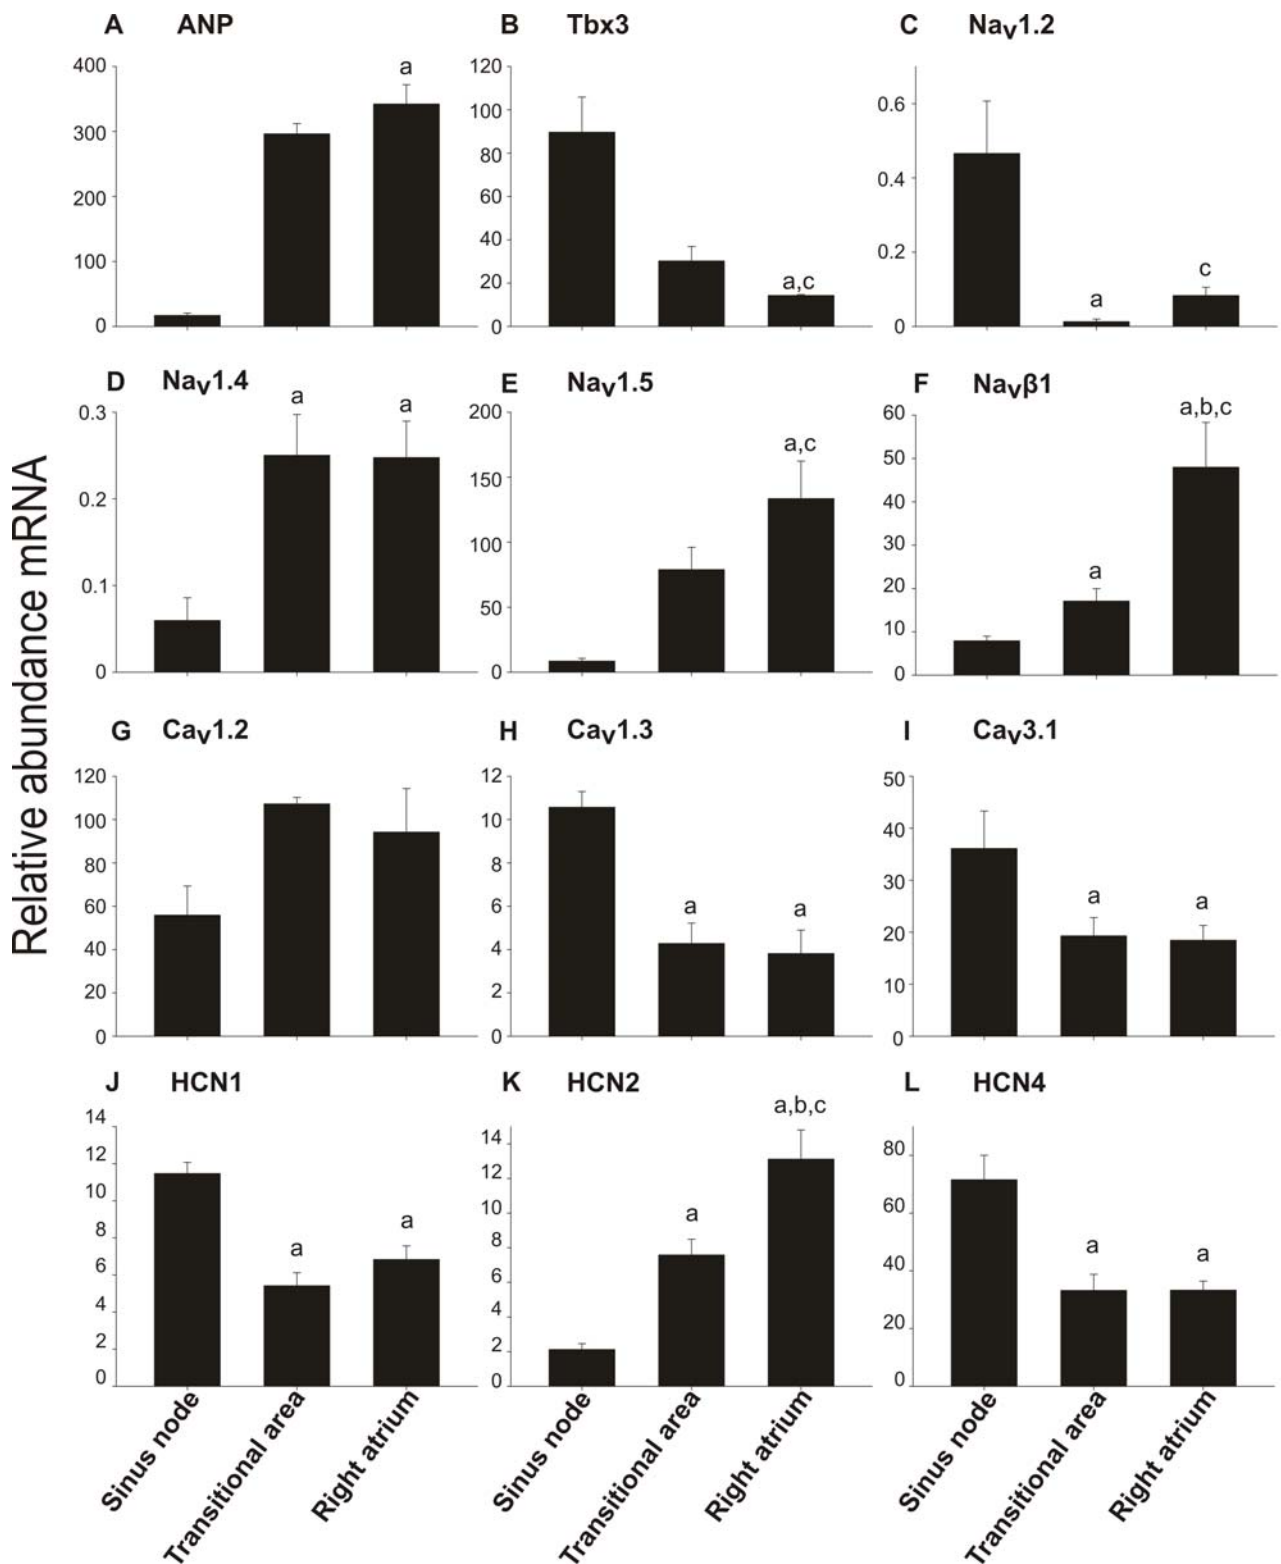 A ANP
400
300
200
100
0
a
B Tbx3
120
100
80
60
40
20
0
a,c
C Nav1.2
0.6
0.4
0.2
0
a
c
D Nav1.4
0.3
0.2
0.1
0
a
a
E Nav1.5
200
150
100
50
0
a,c
F Navβ1
60
50
40
30
20
10
0
a
a,b,c
Relative abundance mRNA
G Cav1.2
120
100
80
60
40
20
0
H Cav1.3
12
10
8
6
4
2
0
a
a
I Cav3.1
50
40
30
20
10
0
a
a
J HCN1
14
12
10
8
6
4
2
0
a
a
K HCN2
14
12
10
8
6
4
2
0
a
a,b,c
L HCN4
80
60
40
20
0
a
a
Sinus node
Transitional area
Right atrium
Sinus node
Transitional area
Right atrium
Sinus node
Transitional area
Right atrium